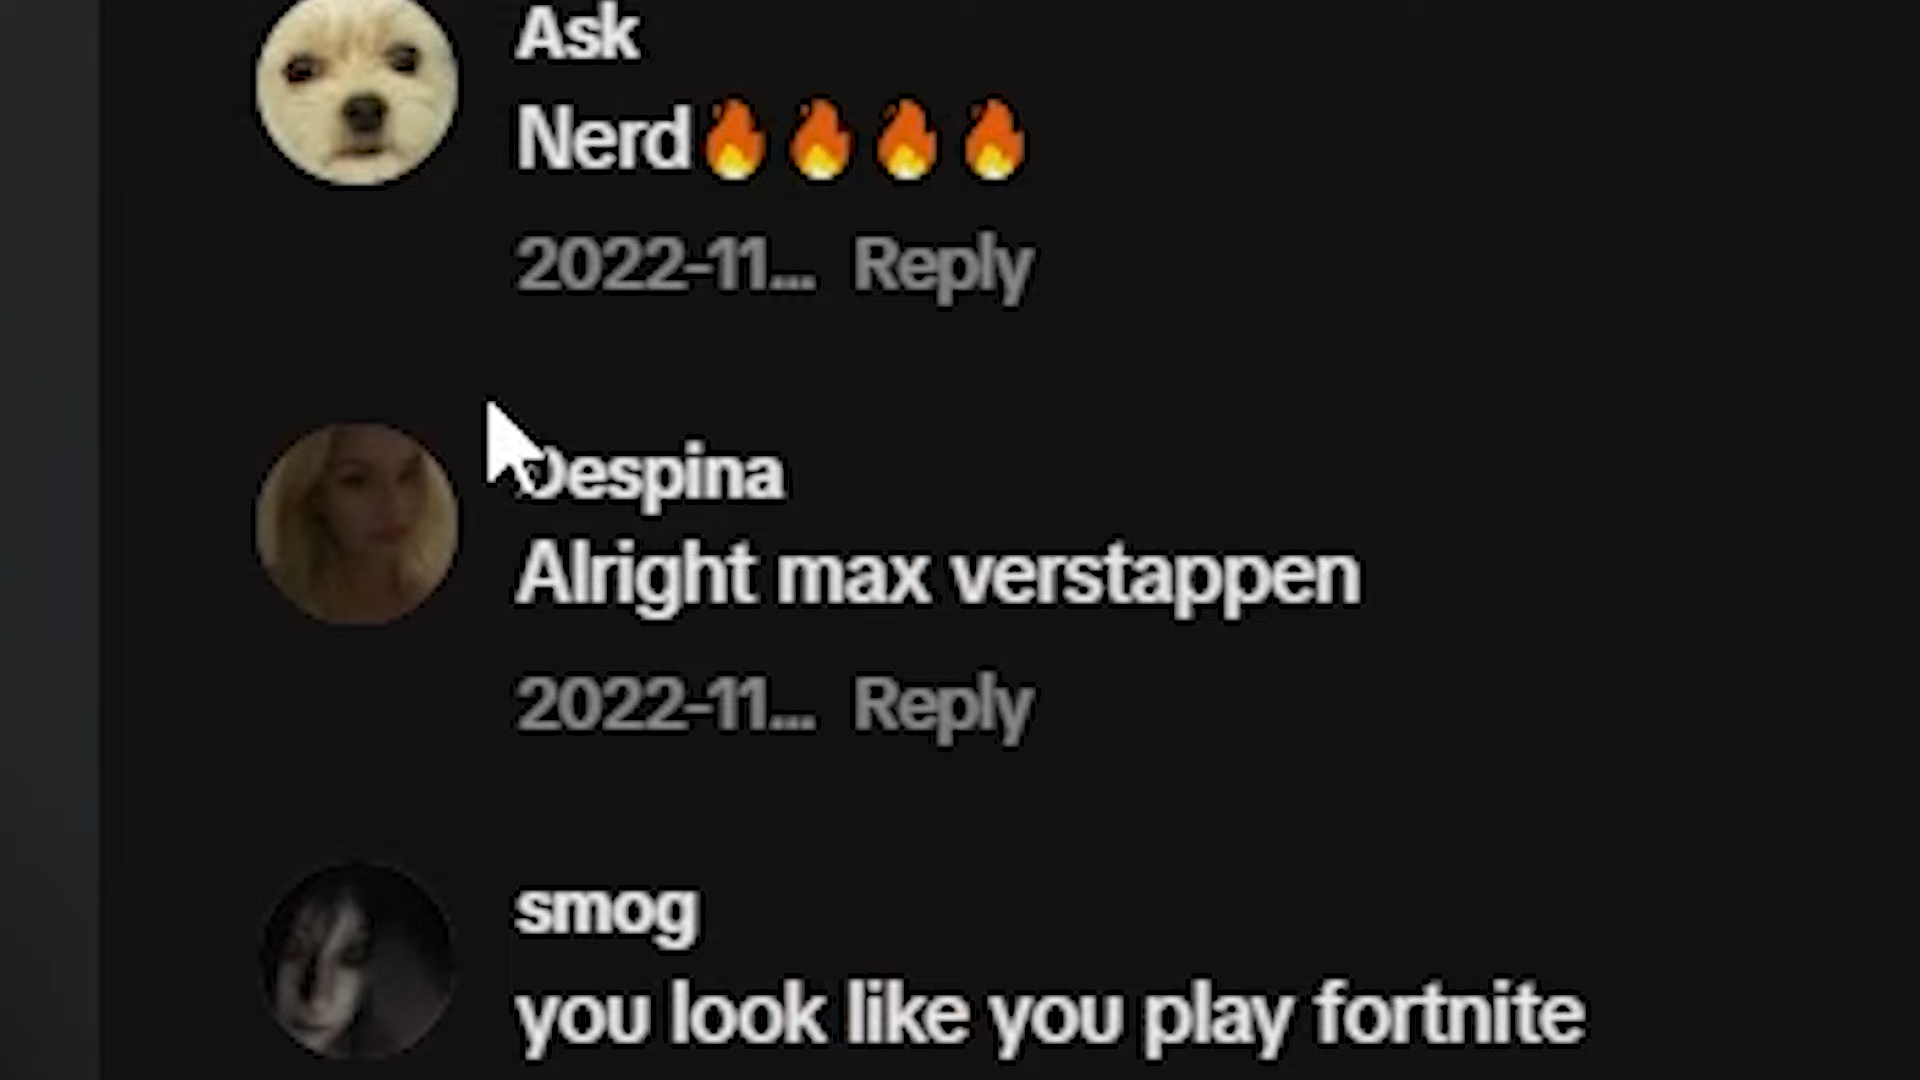 Ask
Nerd🔥🔥🔥🔥
2022-11... Reply
Despina
Alright max verstappen
2022-11... Reply
smog
you look like you play fortnite